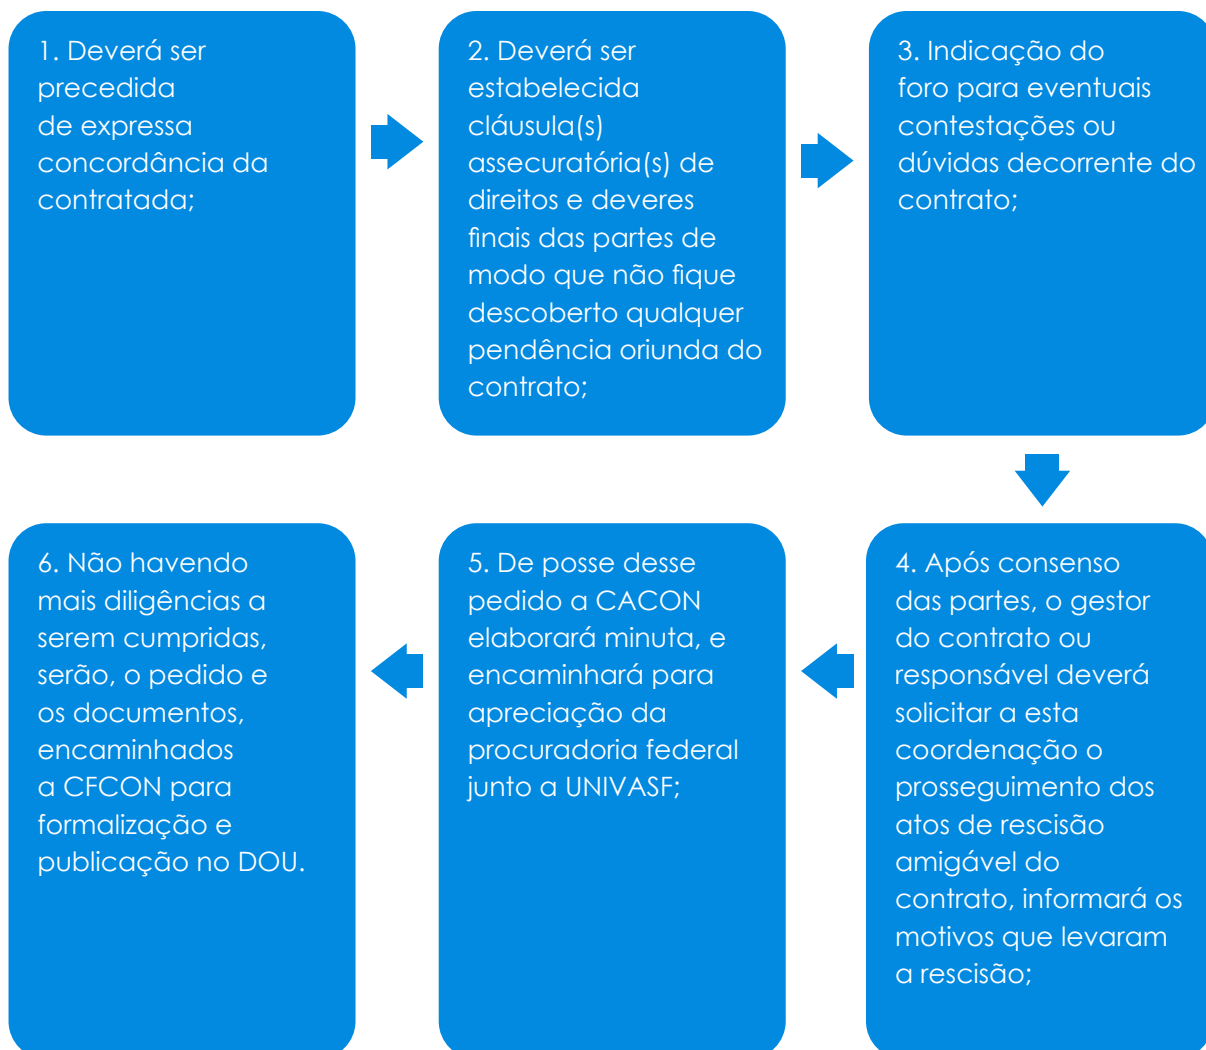 1. Deverá ser
precedida
de expressa
concordância da
contratada;
2. Deverá ser
estabelecida
cláusula(s)
assecuratória(s) de
direitos e deveres
finais das partes de
modo que não fique
descoberto qualquer
pendência oriunda do
contrato;
3. Indicação do
foro para eventuais
contestações ou
dúvidas decorrente do
contrato;
4. Após consenso
das partes, o gestor
do contrato ou
responsável deverá
solicitar a esta
coordenação o
prosseguimento dos
atos de rescisão
amigável do
contrato, informará os
motivos que levaram
a rescisão;
5. De posse desse
pedido a CACON
elaborará minuta, e
encaminhará para
apreciação da
procuradoria federal
junto a UNIVASF;
6. Não havendo
mais diligências a
serem cumpridas,
serão, o pedido e
os documentos,
encaminhados
a CFCON para
formalização e
publicação no DOU.